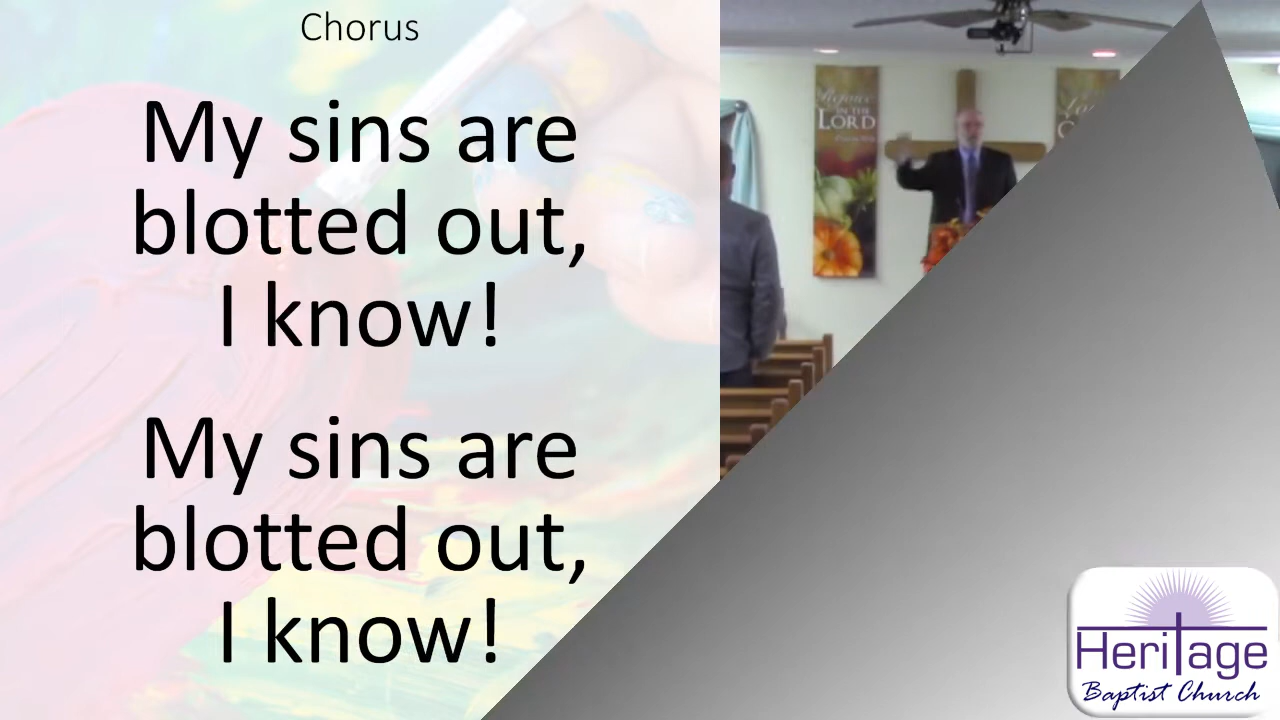 Chorus
My sins are
blotted out,
I know!
My sins are
blotted out,
I know!
Rejoice
IN THE
LORD
Heritage
Baptist Church